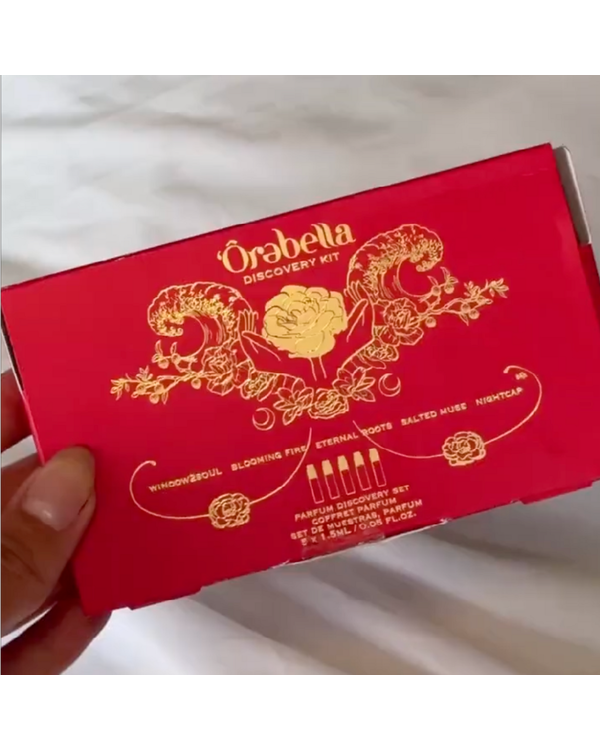 Ôrəbella
DISCOVERY KIT
WINDOW2SOUL BLOOMING FIRE ETERNAL ROOTS SALTED MUSE NIGHTCAP
PARFUM DISCOVERY SET
COFFRET PARFUM
SET DE MUESTRAS, PARFUM
5 X 1.5ML / 0.05 FL.OZ.